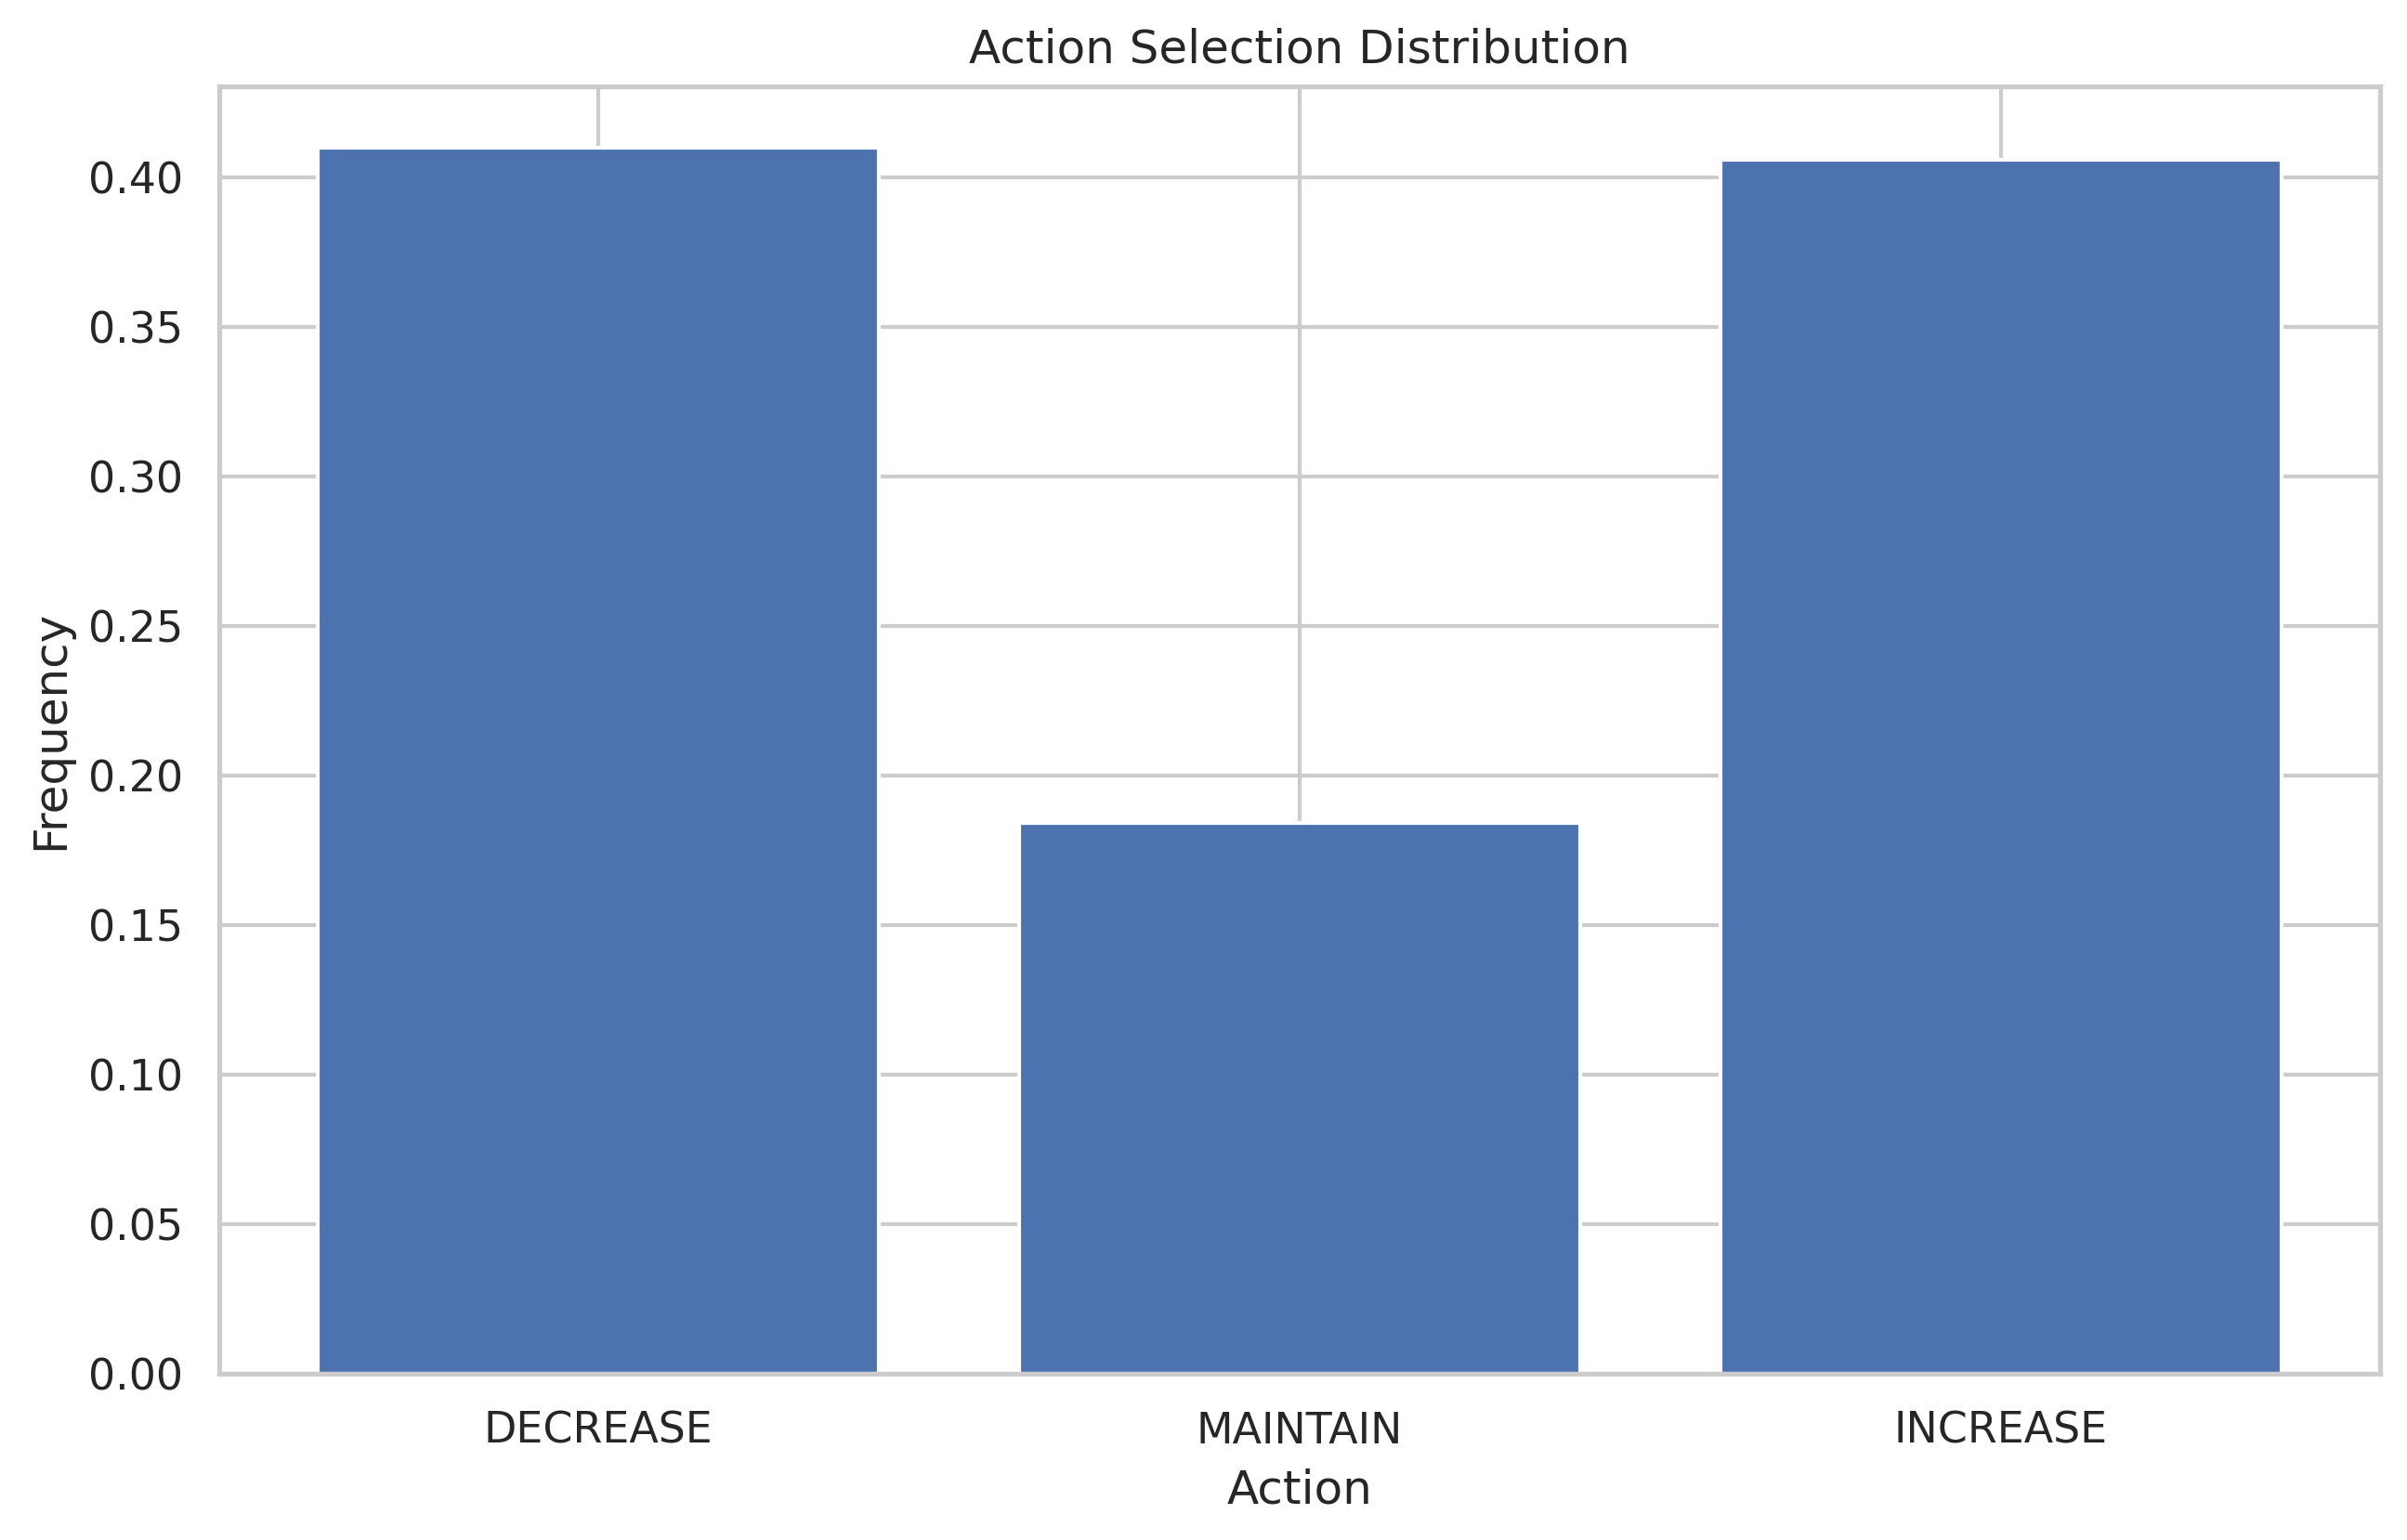 Action Selection Distribution
0.40
0.35
0.30
0.25
0.20
0.15
0.10
0.05
0.00
Frequency
DECREASE
MAINTAIN
INCREASE
Action